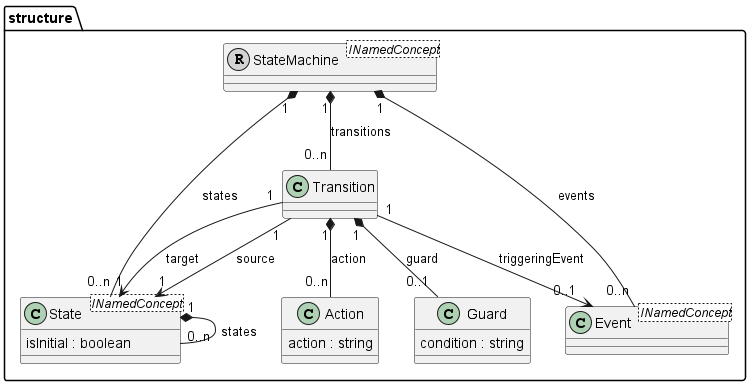 structure
R StateMachine INamedConcept
1 1 1
transitions
0..n
C Transition
states events
1 1
1 1 1
target source action guard triggeringEvent
0..n 1 1 0..n 0..1 0..1 0..n
C State INamedConcept
isInitial : boolean
1
0..n
states
C Action
action : string
C Guard
condition : string
C Event INamedConcept